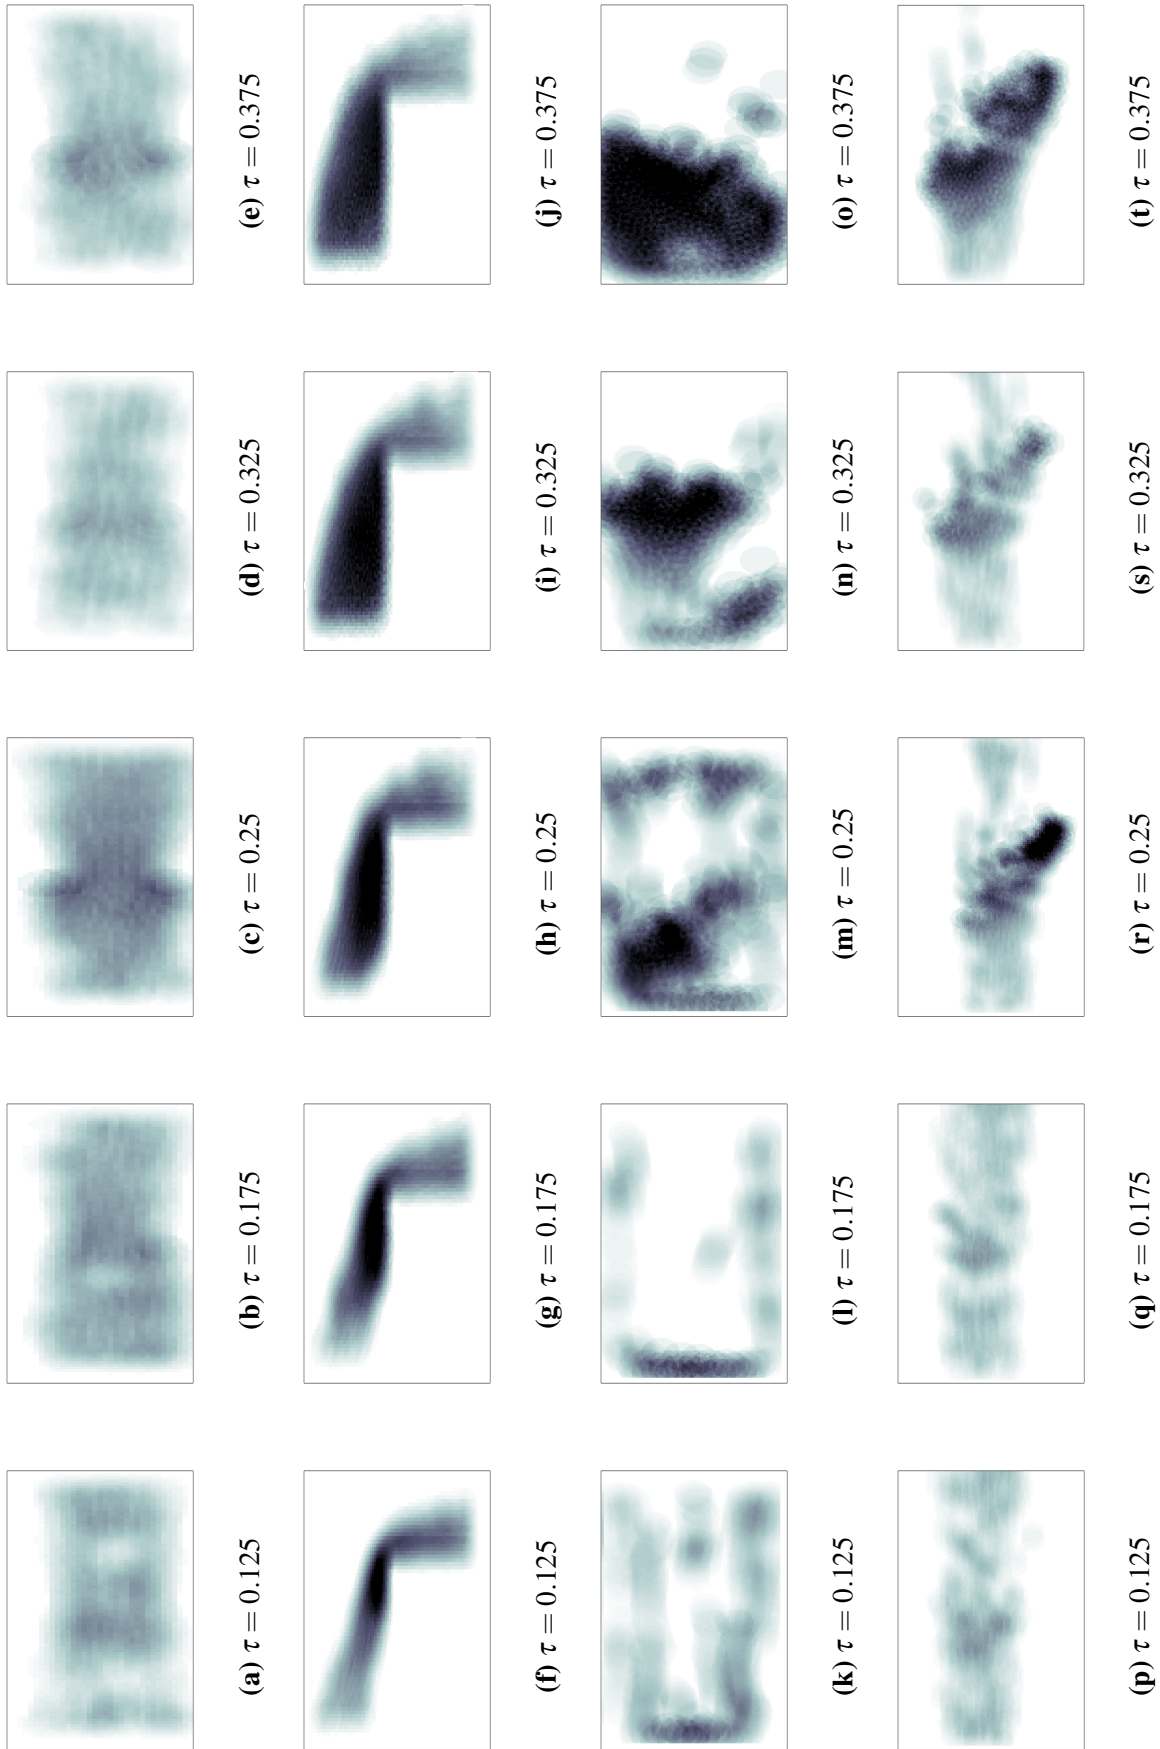 (a) τ = 0.125
(b) τ = 0.175
(c) τ = 0.25
(d) τ = 0.325
(e) τ = 0.375
(f) τ = 0.125
(g) τ = 0.175
(h) τ = 0.25
(i) τ = 0.325
(j) τ = 0.375
(k) τ = 0.125
(l) τ = 0.175
(m) τ = 0.25
(n) τ = 0.325
(o) τ = 0.375
(p) τ = 0.125
(q) τ = 0.175
(r) τ = 0.25
(s) τ = 0.325
(t) τ = 0.375